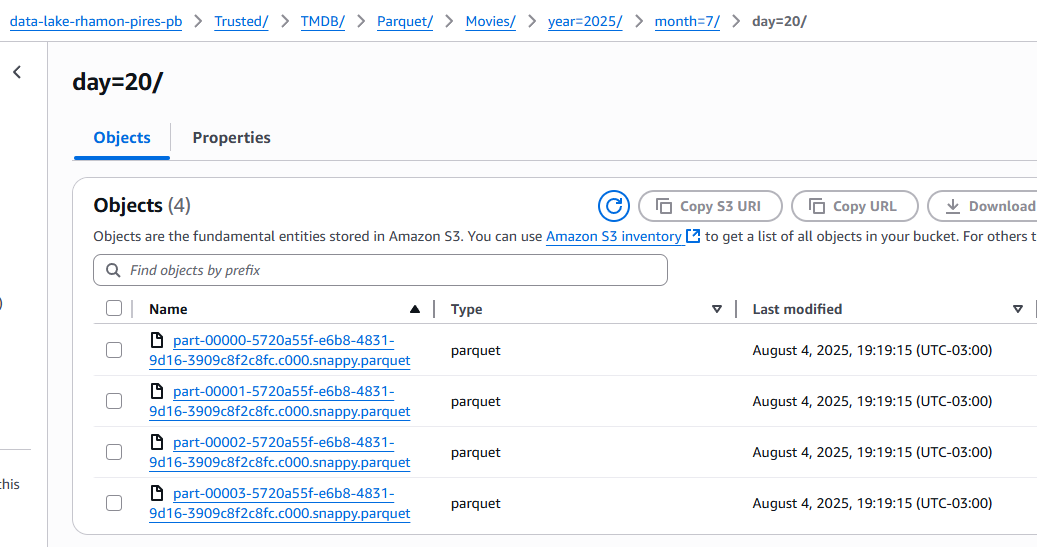 data-lake-rhamon-pires-pb > Trusted/ > TMDB/ > Parquet/ > Movies/ > year=2025/ > month=7/ > day=20/
day=20/
Objects Properties
Objects (4) Copy S3 URI Copy URL Download
Objects are the fundamental entities stored in Amazon S3. You can use Amazon S3 inventory to get a list of all objects in your bucket. For others t
Find objects by prefix
Name Type Last modified
part-00000-5720a55f-e6b8-4831-
9d16-3909c8f2c8fc.c000.snappy.parquet parquet August 4, 2025, 19:19:15 (UTC-03:00)
part-00001-5720a55f-e6b8-4831-
9d16-3909c8f2c8fc.c000.snappy.parquet parquet August 4, 2025, 19:19:15 (UTC-03:00)
part-00002-5720a55f-e6b8-4831-
9d16-3909c8f2c8fc.c000.snappy.parquet parquet August 4, 2025, 19:19:15 (UTC-03:00)
part-00003-5720a55f-e6b8-4831-
9d16-3909c8f2c8fc.c000.snappy.parquet parquet August 4, 2025, 19:19:15 (UTC-03:00)
)
this